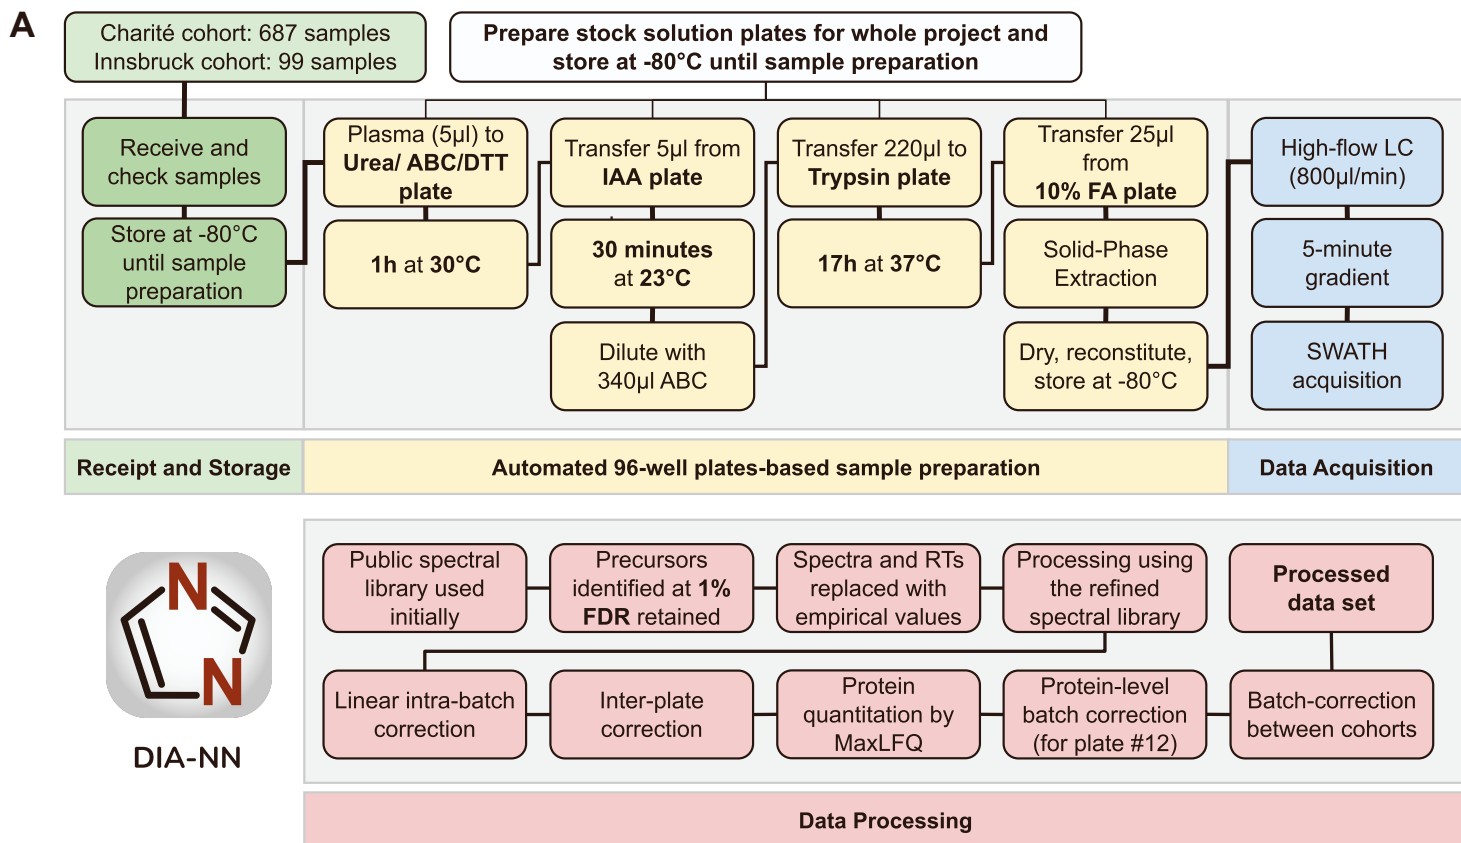 A
Charité cohort: 687 samples
Innsbruck cohort: 99 samples
Prepare stock solution plates for whole project and
store at -80°C until sample preparation
Receive and
check samples
Store at -80°C
until sample
preparation
Plasma (5µl) to
Urea/ ABC/DTT
plate
1h at 30°C
Transfer 5µl from
IAA plate
30 minutes
at 23°C
Dilute with
340µl ABC
Transfer 220µl to
Trypsin plate
17h at 37°C
Transfer 25µl
from
10% FA plate
Solid-Phase
Extraction
Dry, reconstitute,
store at -80°C
High-flow LC
(800µl/min)
5-minute
gradient
SWATH
acquisition
Receipt and Storage
Automated 96-well plates-based sample preparation
Data Acquisition
N
N
DIA-NN
Public spectral
library used
initially
Precursors
identified at 1%
FDR retained
Spectra and RTs
replaced with
empirical values
Processing using
the refined
spectral library
Processed
data set
Linear intra-batch
correction
Inter-plate
correction
Protein
quantitation by
MaxLFQ
Protein-level
batch correction
(for plate #12)
Batch-correction
between cohorts
Data Processing